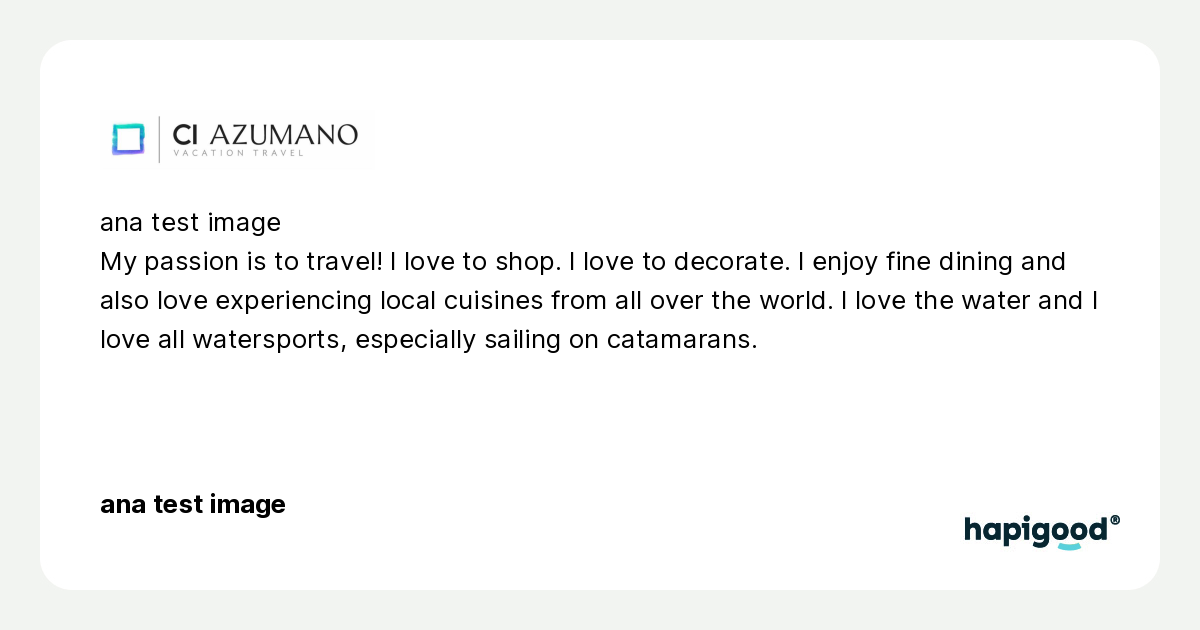 CI AZUMANO
VACATION TRAVEL
ana test image
My passion is to travel! I love to shop. I love to decorate. I enjoy fine dining and
also love experiencing local cuisines from all over the world. I love the water and I
love all watersports, especially sailing on catamarans.
ana test image
hapigood®